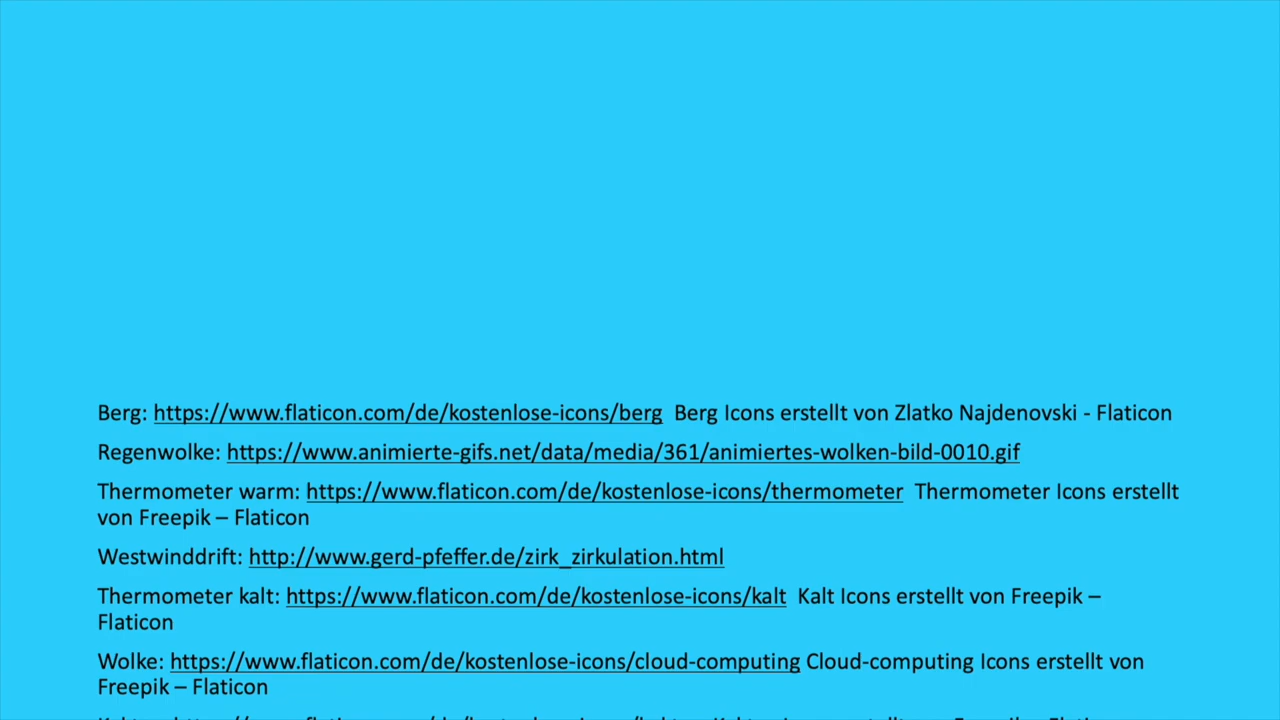 Berg: https://www.flaticon.com/de/kostenlose-icons/berg Berg Icons erstellt von Zlatko Najdenovski - Flaticon
Regenwolke: https://www.animierte-gifs.net/data/media/361/animiertes-wolken-bild-0010.gif
Thermometer warm: https://www.flaticon.com/de/kostenlose-icons/thermometer Thermometer Icons erstellt
von Freepik – Flaticon
Westwinddrift: http://www.gerd-pfeffer.de/zirk_zirkulation.html
Thermometer kalt: https://www.flaticon.com/de/kostenlose-icons/kalt Kalt Icons erstellt von Freepik –
Flaticon
Wolke: https://www.flaticon.com/de/kostenlose-icons/cloud-computing Cloud-computing Icons erstellt von
Freepik – Flaticon